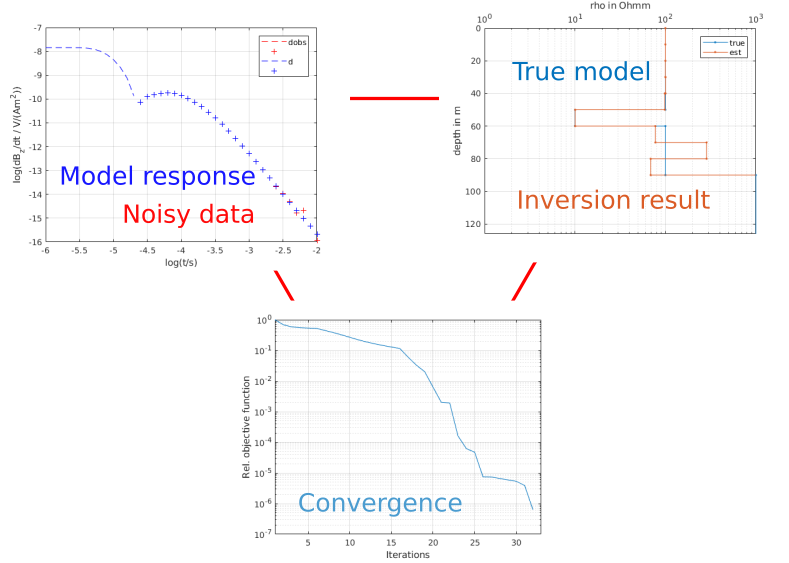 -7
-8
-9
-10
-11
-12
-13
-14
-15
-16
log(dB_z/dt / V/(Am^2))
-6 -5.5 -5 -4.5 -4 -3.5 -3 -2.5 -2
log(t/s)
dobs
d
Model response
Noisy data
rho in Ohmm
10^0 10^1 10^2 10^3
0
20
40
60
80
100
120
depth in m
true
est
True model
Inversion result
10^0
10^-1
10^-2
10^-3
10^-4
10^-5
10^-6
10^-7
Rel. objective function
5 10 15 20 25 30
Iterations
Convergence